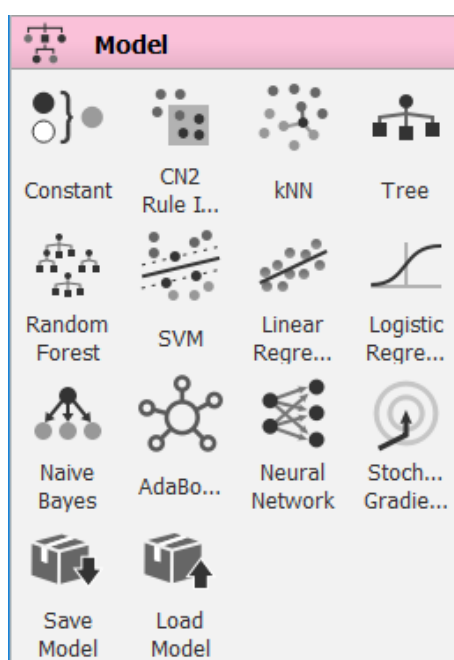 Model
Constant
CN2
Rule I...
kNN
Tree
Random
Forest
SVM
Linear
Regre...
Logistic
Regre...
Naive
Bayes
AdaBo...
Neural
Network
Stoch...
Gradie...
Save
Model
Load
Model